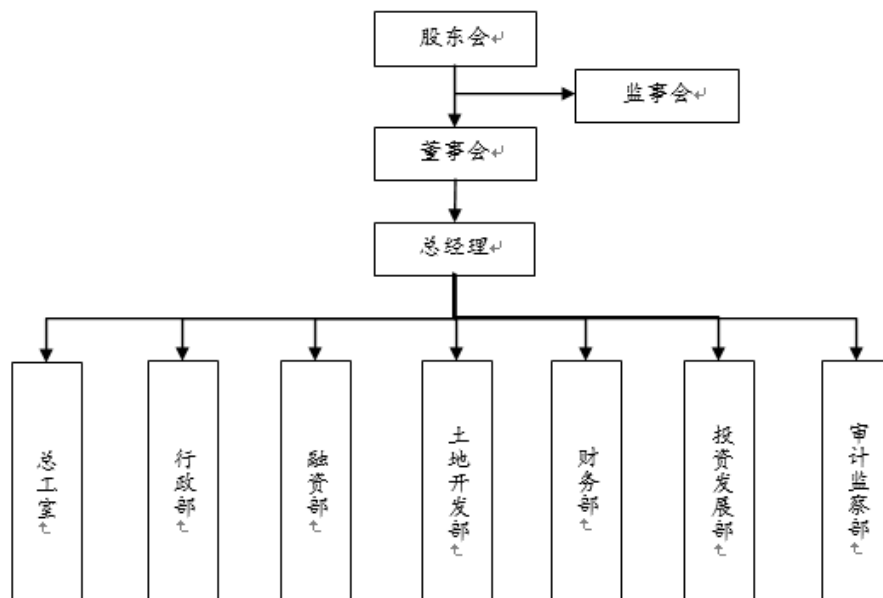 股东会
监事会
董事会
总经理
总工室
行政部
融资部
土地开发部
财务部
投资发展部
审计监察部